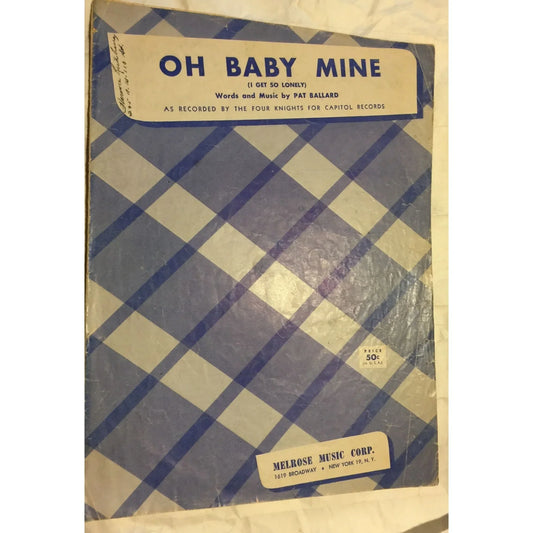 OH BABY MINE
(I GET SO LONELY)
Words and Music by PAT BALLARD
AS RECORDED BY THE FOUR KNIGHTS FOR CAPITOL RECORDS
PRICE
50¢
MELROSE MUSIC CORP.
1619 BROADWAY • NEW YORK 19, N. Y.